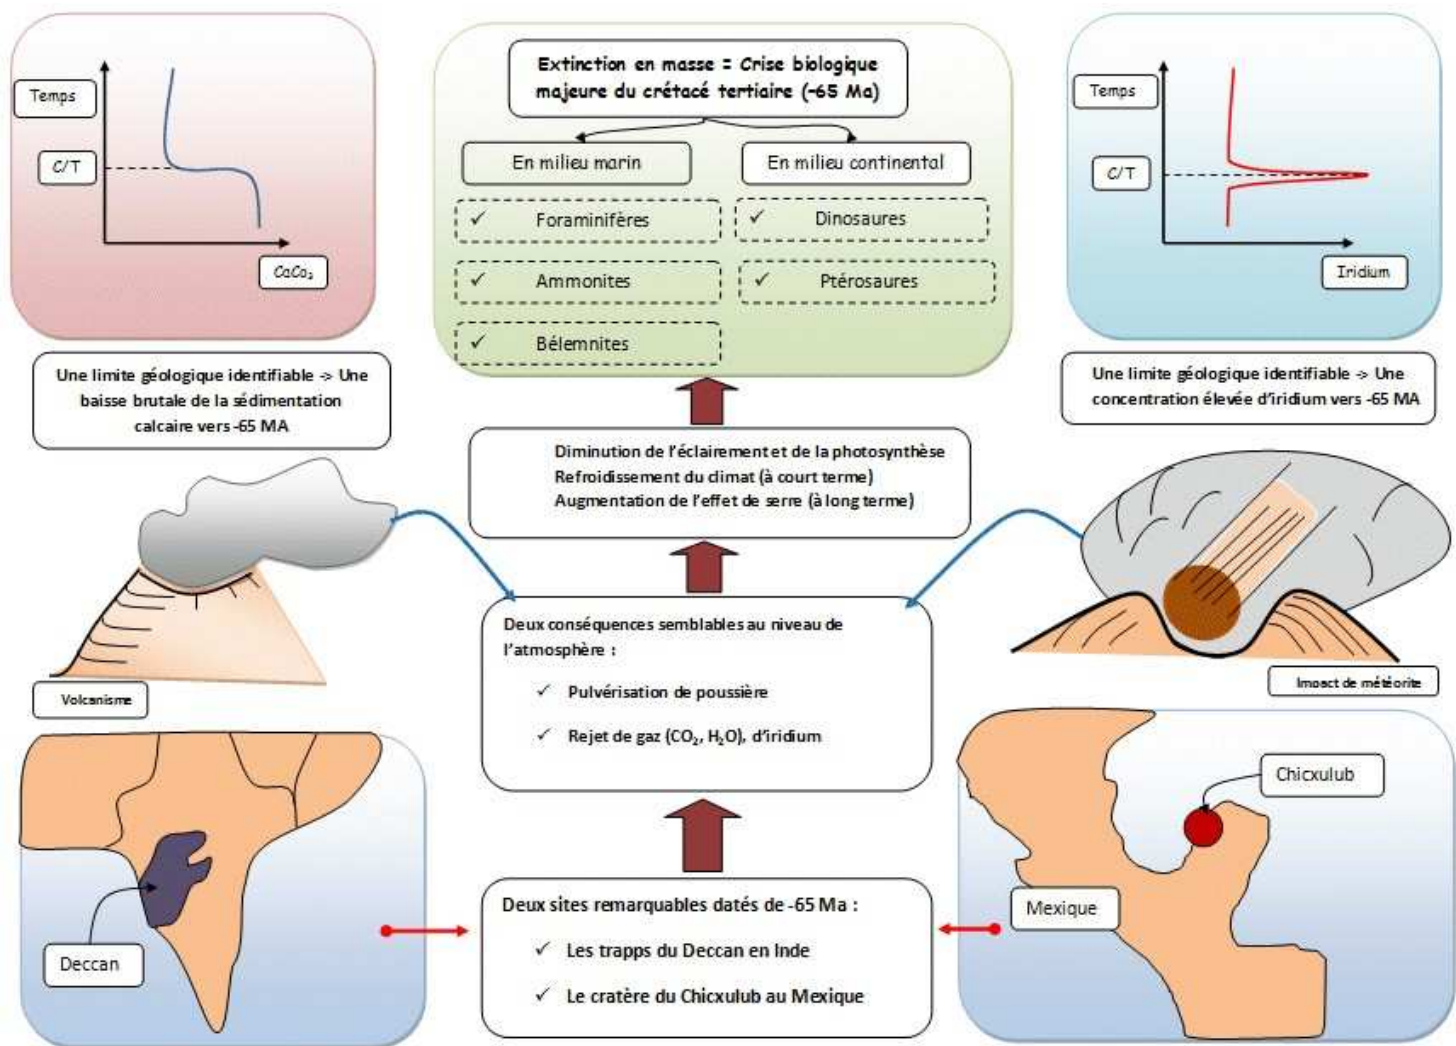 Temps
C/T
CaCo₃
Une limite géologique identifiable -> Une
baisse brutale de la sédimentation
calcaire vers -65 MA
Extinction en masse = Crise biologique
majeure du crétacé tertiaire (-65 Ma)
En milieu marin
En milieu continental
✓ Foraminifères
✓ Dinosaures
✓ Ammonites
✓ Ptérosaures
✓ Bélemnites
Temps
C/T
Iridium
Une limite géologique identifiable -> Une
concentration élevée d'iridium vers -65 MA
Diminution de l'éclairement et de la photosynthèse
Refroidissement du climat (à court terme)
Augmentation de l'effet de serre (à long terme)
Volcanisme
Deux conséquences semblables au niveau de
l'atmosphère :
✓ Pulvérisation de poussière
✓ Rejet de gaz (CO₂, H₂O), d'iridium
Impact de météorite
Deccan
Deux sites remarquables datés de -65 Ma :
✓ Les trapps du Deccan en Inde
✓ Le cratère du Chicxulub au Mexique
Chicxulub
Mexique